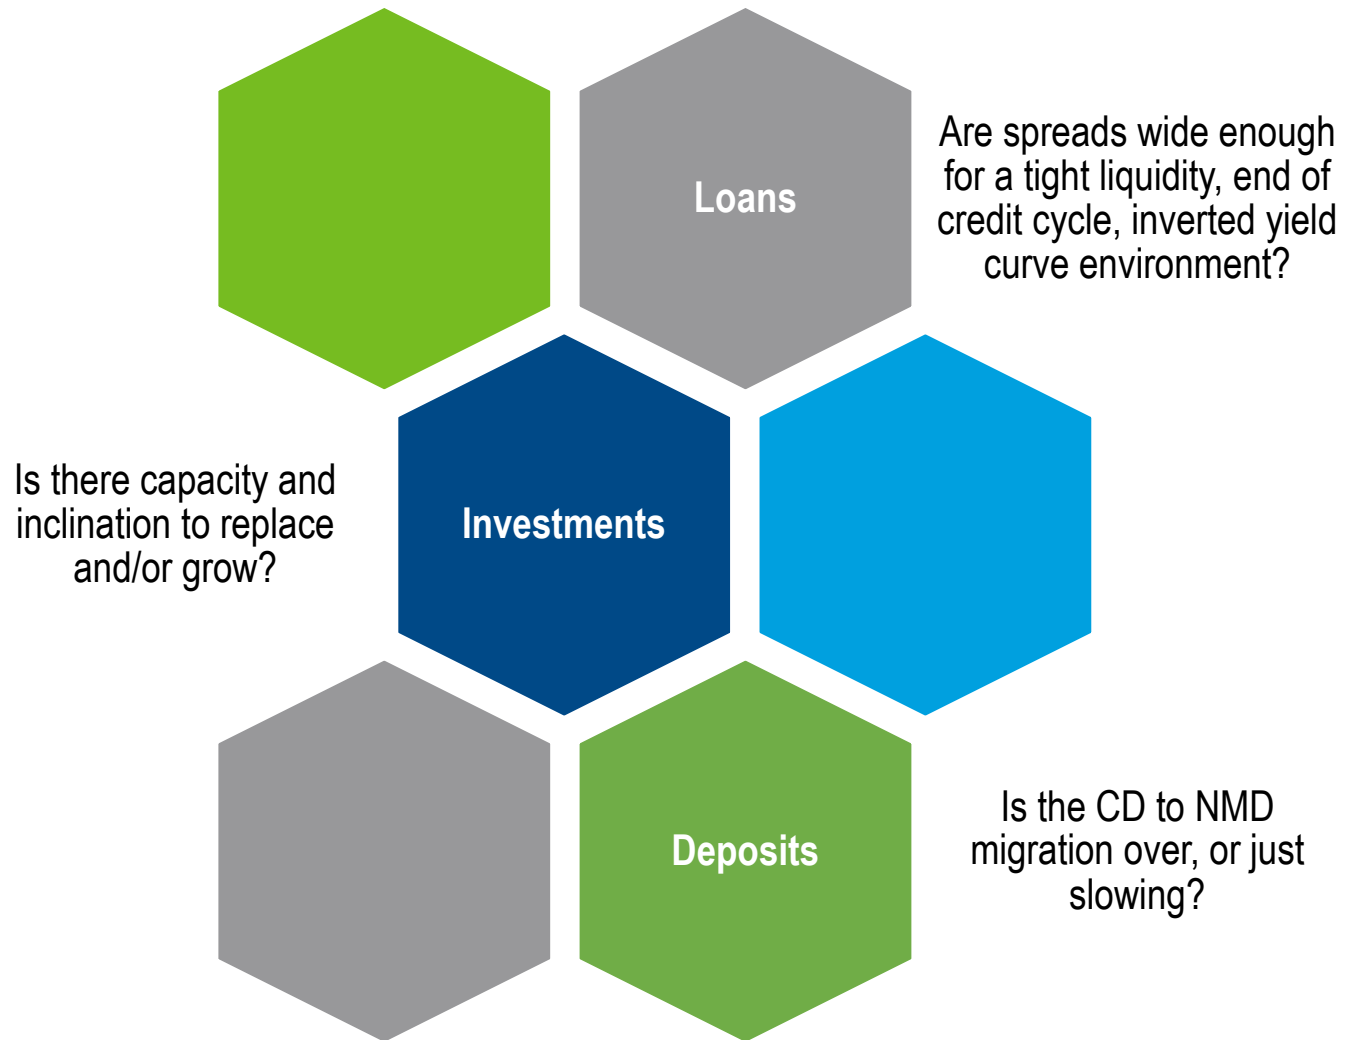 Loans
Are spreads wide enough
for a tight liquidity, end of
credit cycle, inverted yield
curve environment?
Is there capacity and
inclination to replace
and/or grow?
Investments
Deposits
Is the CD to NMD
migration over, or just
slowing?